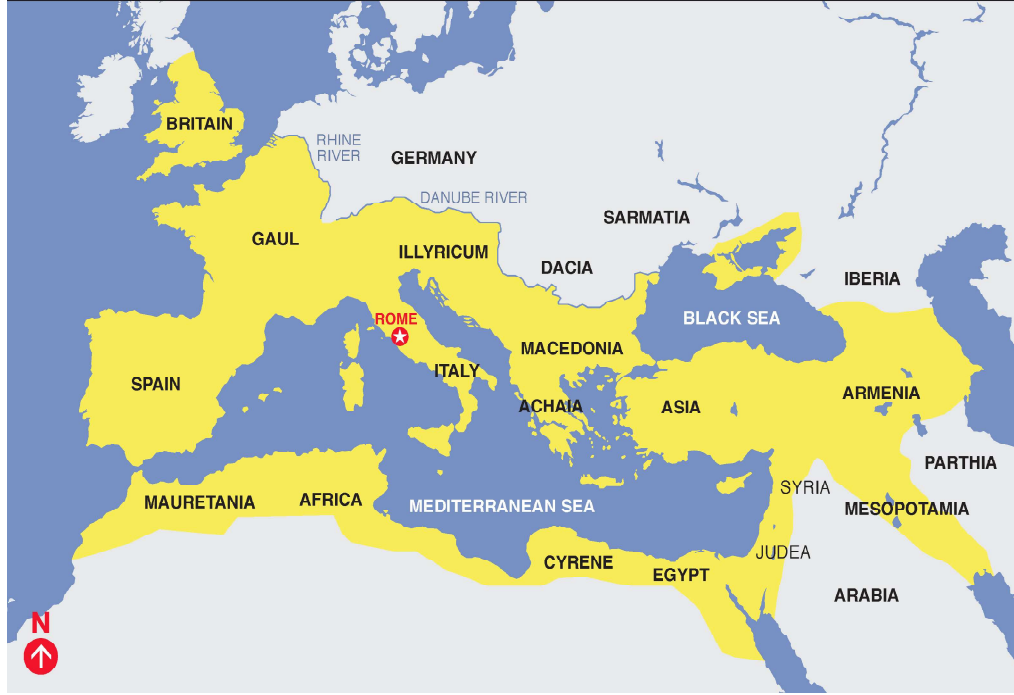 BRITAIN
RHINE
RIVER
GERMANY
DANUBE RIVER
SARMATIA
GAUL
ILLYRICUM
DACIA
IBERIA
ROME
BLACK SEA
MACEDONIA
ITALY
SPAIN
ACHAIA
ASIA
ARMENIA
PARTHIA
SYRIA
MAURETANIA
AFRICA
MEDITERRANEAN SEA
MESOPOTAMIA
JUDEA
CYRENE
EGYPT
ARABIA
N